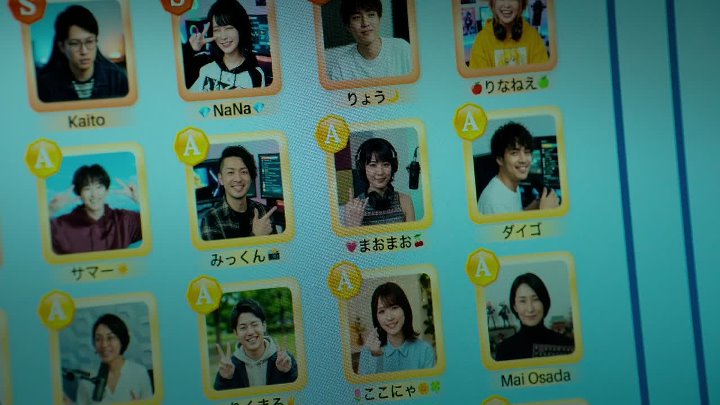 S
S
Kaito
💎NaNa💎
りょう🌙
🍎りなねえ🍏
A
A
A
A
サマー☀️
みっくん📸
💗まおまお🍒
ダイゴ
A
A
A
A
🌷ここにゃ🌼🍀
Mai Osada